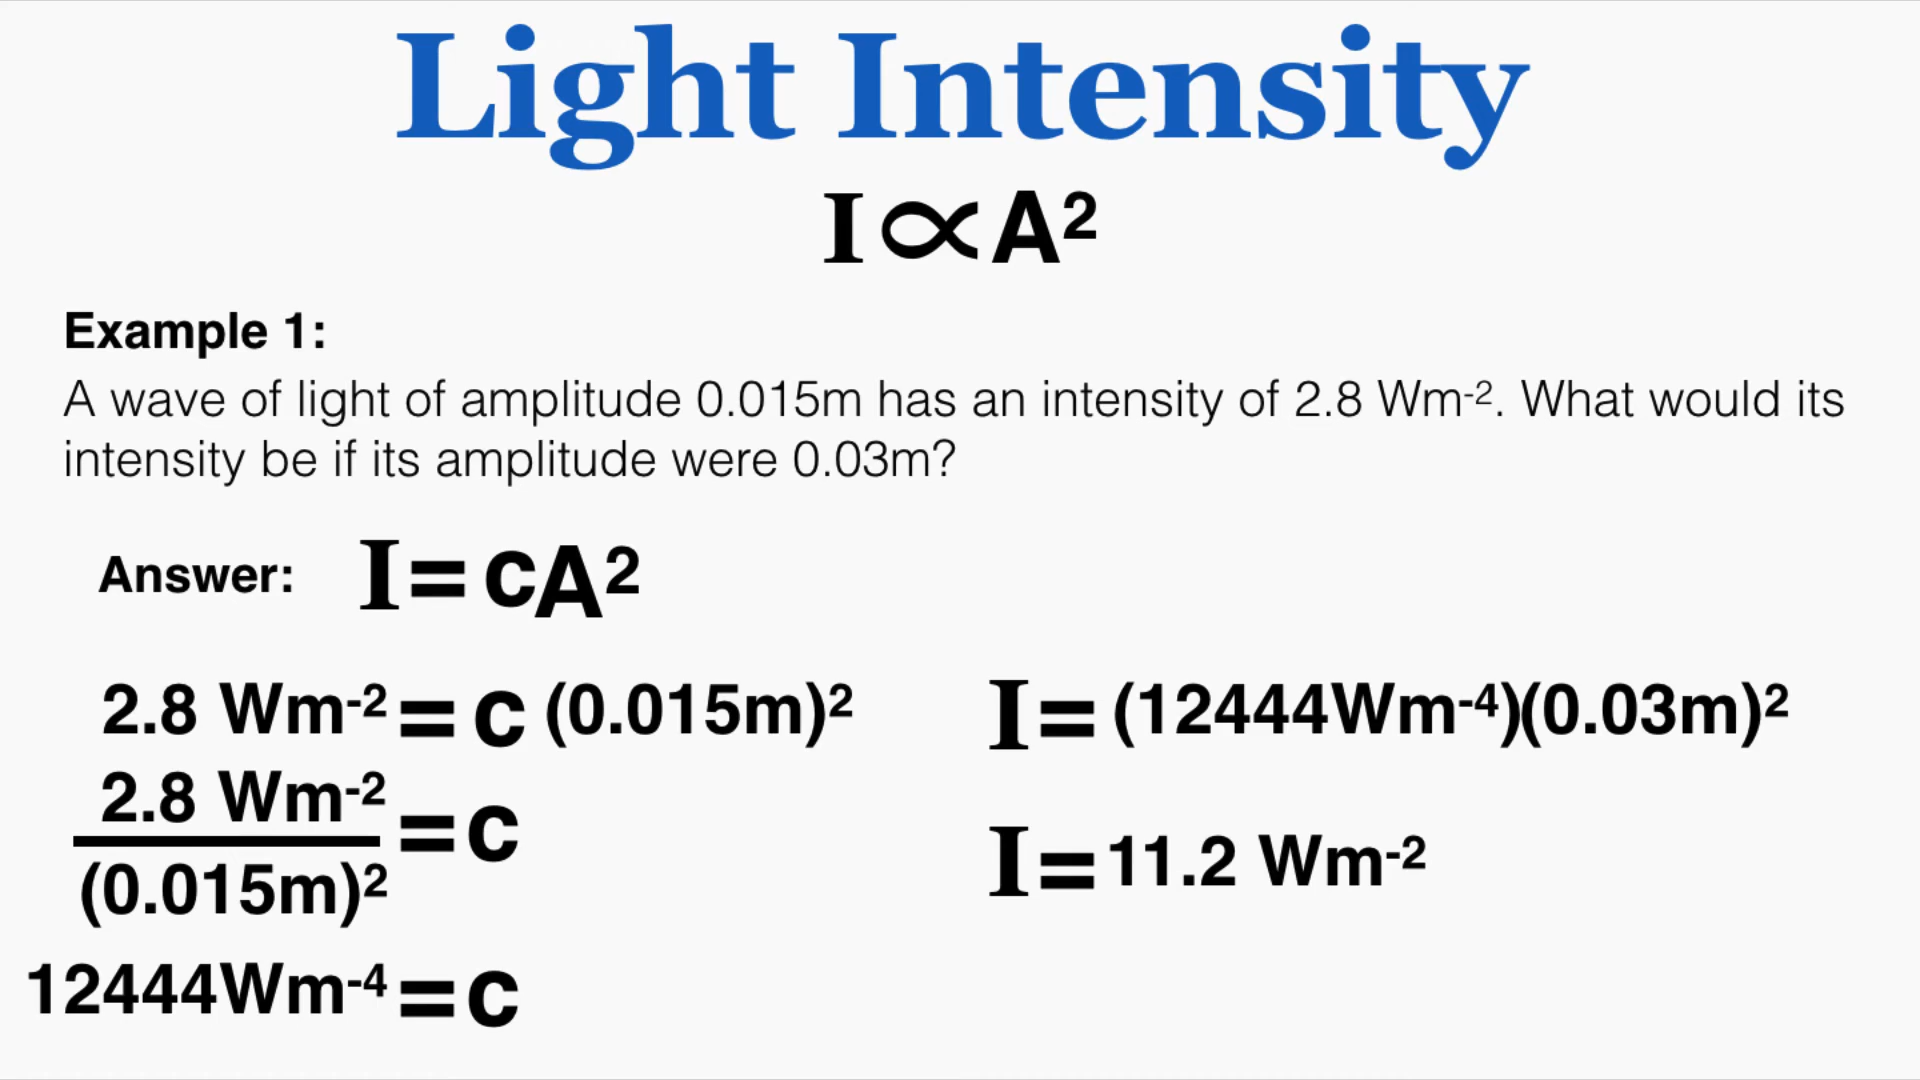 Light Intensity
I ∝ A²
Example 1:
A wave of light of amplitude 0.015m has an intensity of 2.8 Wm-². What would its
intensity be if its amplitude were 0.03m?
Answer: I = cA²
2.8 Wm-² = c (0.015m)²
2.8 Wm-²
= c
(0.015m)²
12444Wm-⁴ = c
I = (12444Wm-⁴)(0.03m)²
I = 11.2 Wm-²